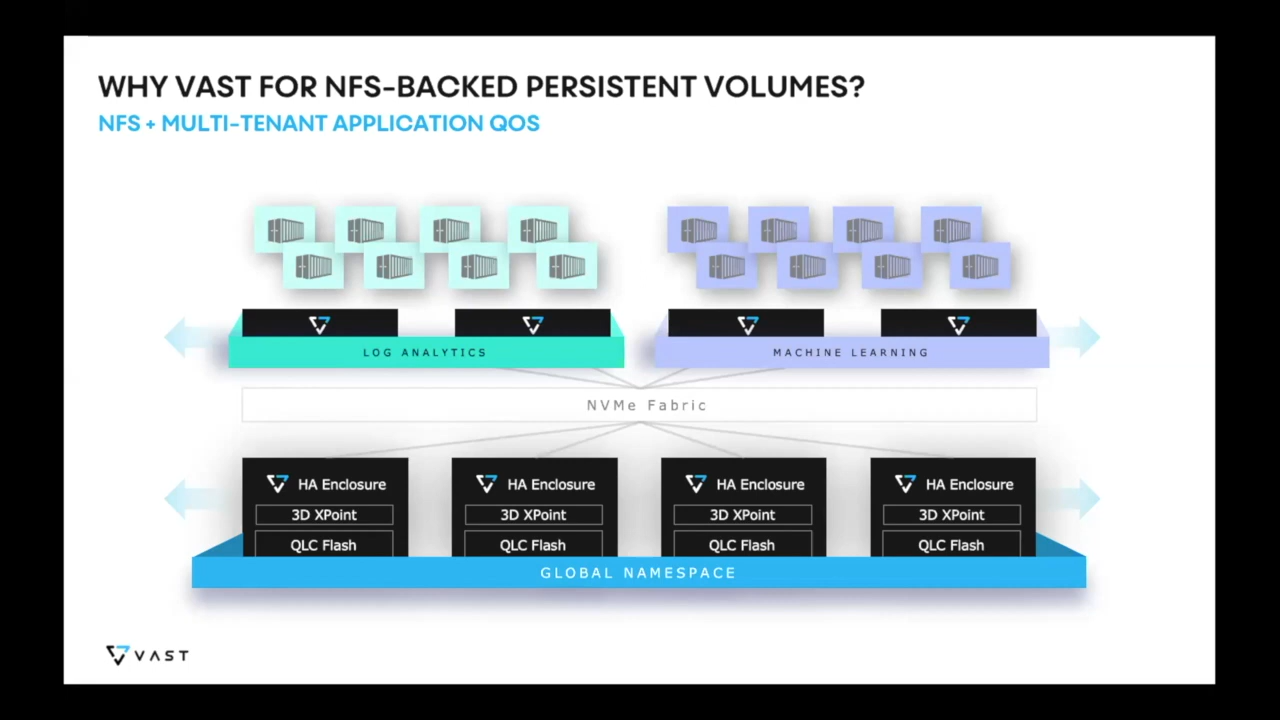 WHY VAST FOR NFS-BACKED PERSISTENT VOLUMES?
NFS + MULTI-TENANT APPLICATION QOS
LOG ANALYTICS
MACHINE LEARNING
NVMe Fabric
HA Enclosure
3D XPoint
QLC Flash
HA Enclosure
3D XPoint
QLC Flash
HA Enclosure
3D XPoint
QLC Flash
HA Enclosure
3D XPoint
QLC Flash
GLOBAL NAMESPACE
VAST